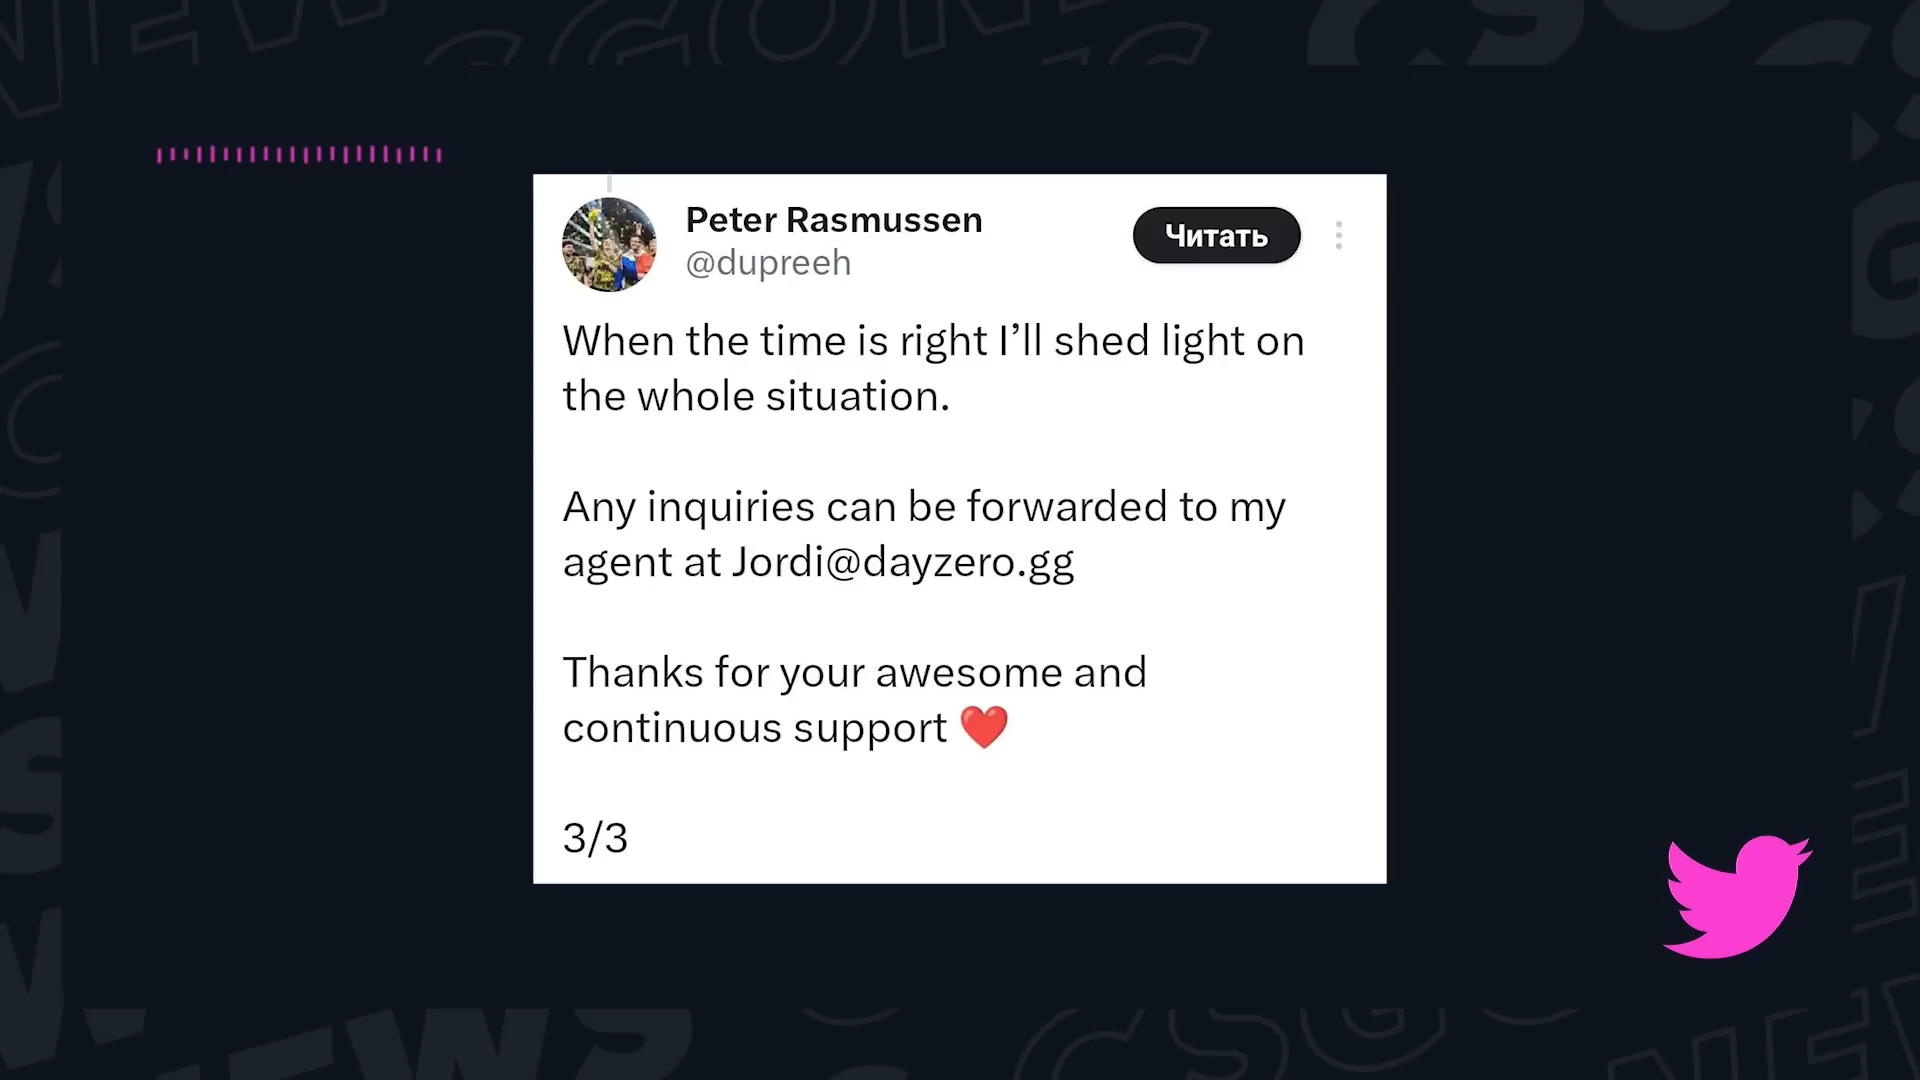 Peter Rasmussen
@dupreeh
Читать
When the time is right I’ll shed light on
the whole situation.
Any inquiries can be forwarded to my
agent at Jordi@dayzero.gg
Thanks for your awesome and
continuous support ❤️
3/3